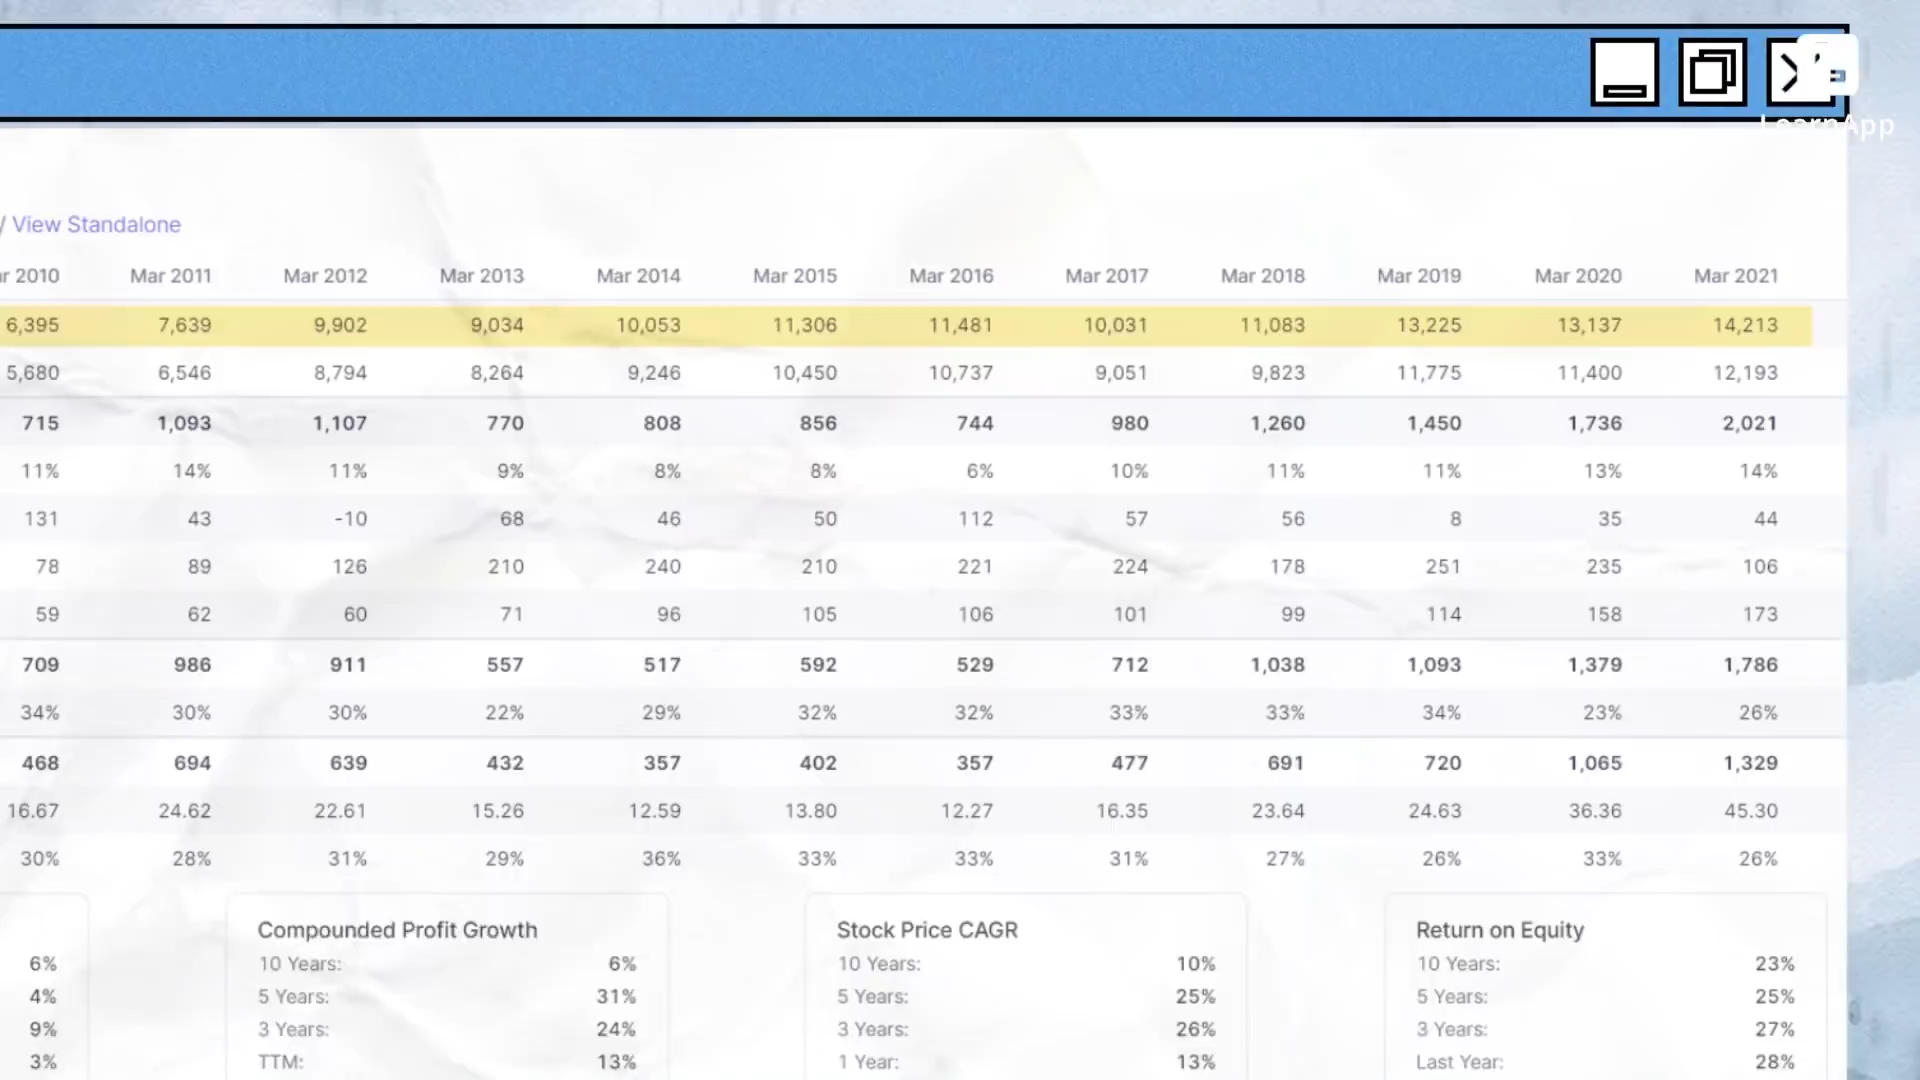 LearnApp
/ View Standalone
r 2010 Mar 2011 Mar 2012 Mar 2013 Mar 2014 Mar 2015 Mar 2016 Mar 2017 Mar 2018 Mar 2019 Mar 2020 Mar 2021
6,395 7,639 9,902 9,034 10,053 11,306 11,481 10,031 11,083 13,225 13,137 14,213
5,680 6,546 8,794 8,264 9,246 10,450 10,737 9,051 9,823 11,775 11,400 12,193
715 1,093 1,107 770 808 856 744 980 1,260 1,450 1,736 2,021
11% 14% 11% 9% 8% 8% 6% 10% 11% 11% 13% 14%
131 43 -10 68 46 50 112 57 56 8 35 44
78 89 126 210 240 210 221 224 178 251 235 106
59 62 60 71 96 105 106 101 99 114 158 173
709 986 911 557 517 592 529 712 1,038 1,093 1,379 1,786
34% 30% 30% 22% 29% 32% 32% 33% 33% 34% 23% 26%
468 694 639 432 357 402 357 477 691 720 1,065 1,329
16.67 24.62 22.61 15.26 12.59 13.80 12.27 16.35 23.64 24.63 36.36 45.30
30% 28% 31% 29% 36% 33% 33% 31% 27% 26% 33% 26%
6%
4%
9%
3%
Compounded Profit Growth
10 Years: 6%
5 Years: 31%
3 Years: 24%
TTM: 13%
Stock Price CAGR
10 Years: 10%
5 Years: 25%
3 Years: 26%
1 Year: 13%
Return on Equity
10 Years: 23%
5 Years: 25%
3 Years: 27%
Last Year: 28%